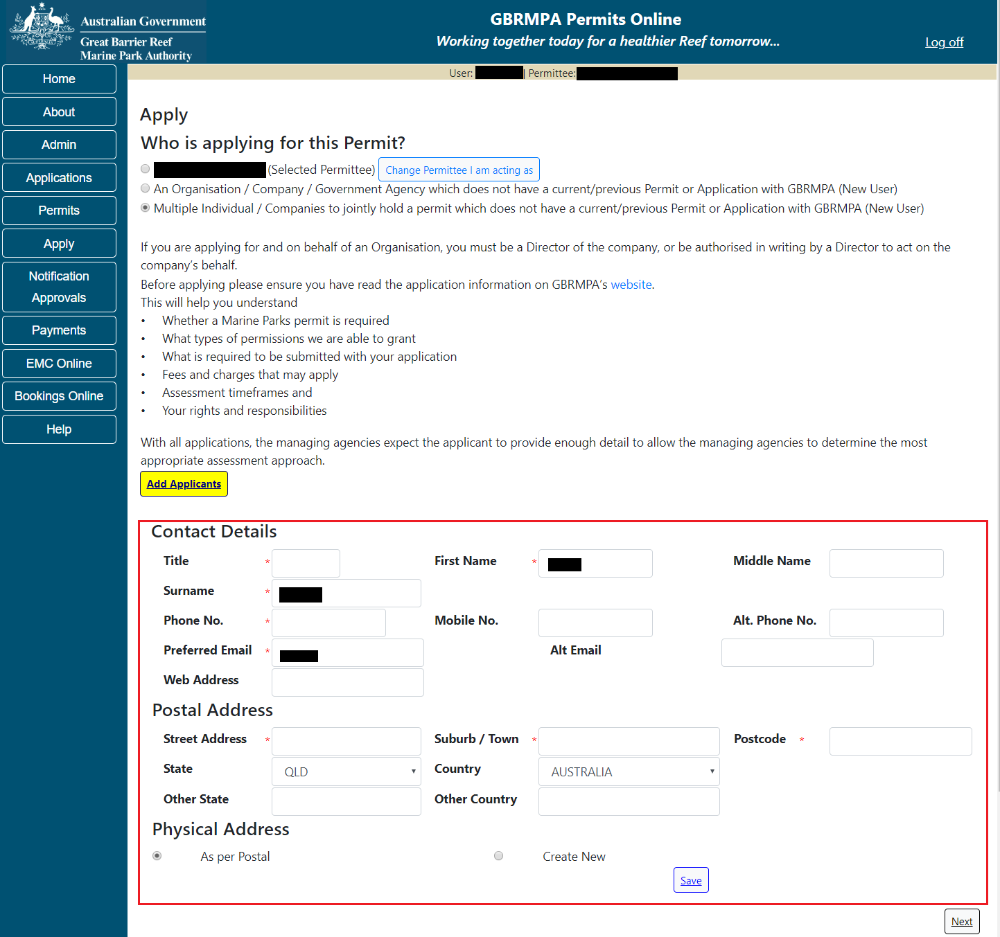 Australian Government
Great Barrier Reef
Marine Park Authority
GBRMPA Permits Online
Working together today for a healthier Reef tomorrow...
Log off
User: | Permittee:
Home
About
Admin
Applications
Permits
Apply
Notification
Approvals
Payments
EMC Online
Bookings Online
Help
Apply
Who is applying for this Permit?
(Selected Permittee) Change Permittee I am acting as
An Organisation / Company / Government Agency which does not have a current/previous Permit or Application with GBRMPA (New User)
Multiple Individual / Companies to jointly hold a permit which does not have a current/previous Permit or Application with GBRMPA (New User)
If you are applying for and on behalf of an Organisation, you must be a Director of the company, or be authorised in writing by a Director to act on the
company's behalf.
Before applying please ensure you have read the application information on GBRMPA's website.
This will help you understand
• Whether a Marine Parks permit is required
• What types of permissions we are able to grant
• What is required to be submitted with your application
• Fees and charges that may apply
• Assessment timeframes and
• Your rights and responsibilities
With all applications, the managing agencies expect the applicant to provide enough detail to allow the managing agencies to determine the most
appropriate assessment approach.
Add Applicants
Contact Details
Title * First Name * Middle Name
Surname *
Phone No. * Mobile No. Alt. Phone No.
Preferred Email * Alt Email
Web Address
Postal Address
Street Address * Suburb / Town * Postcode *
State QLD Country AUSTRALIA
Other State Other Country
Physical Address
As per Postal Create New
Save
Next